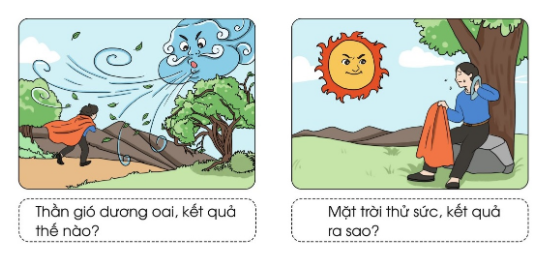 Thần gió dương oai, kết quả
thế nào?
Mặt trời thử sức, kết quả
ra sao?